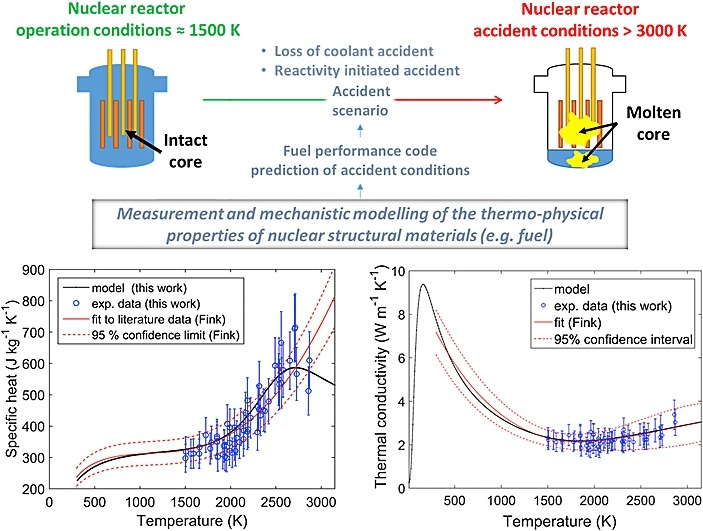 Nuclear reactor
operation conditions ≈ 1500 K
Nuclear reactor
accident conditions > 3000 K
• Loss of coolant accident
• Reactivity initiated accident
Accident
scenario
Intact
core
Molten
core
Fuel performance code
prediction of accident conditions
Measurement and mechanistic modelling of the thermo-physical
properties of nuclear structural materials (e.g. fuel)
Specific heat (J kg⁻¹ K⁻¹)
900
800
700
600
500
400
300
200
model (this work)
exp. data (this work)
fit to literature data (Fink)
95 % confidence limit (Fink)
0 500 1000 1500 2000 2500 3000
Temperature (K)
Thermal conductivity (W m⁻¹ K⁻¹)
10
8
6
4
2
0
model
exp. data (this work)
fit (Fink)
95% confidence interval
500 1000 1500 2000 2500 3000
Temperature (K)